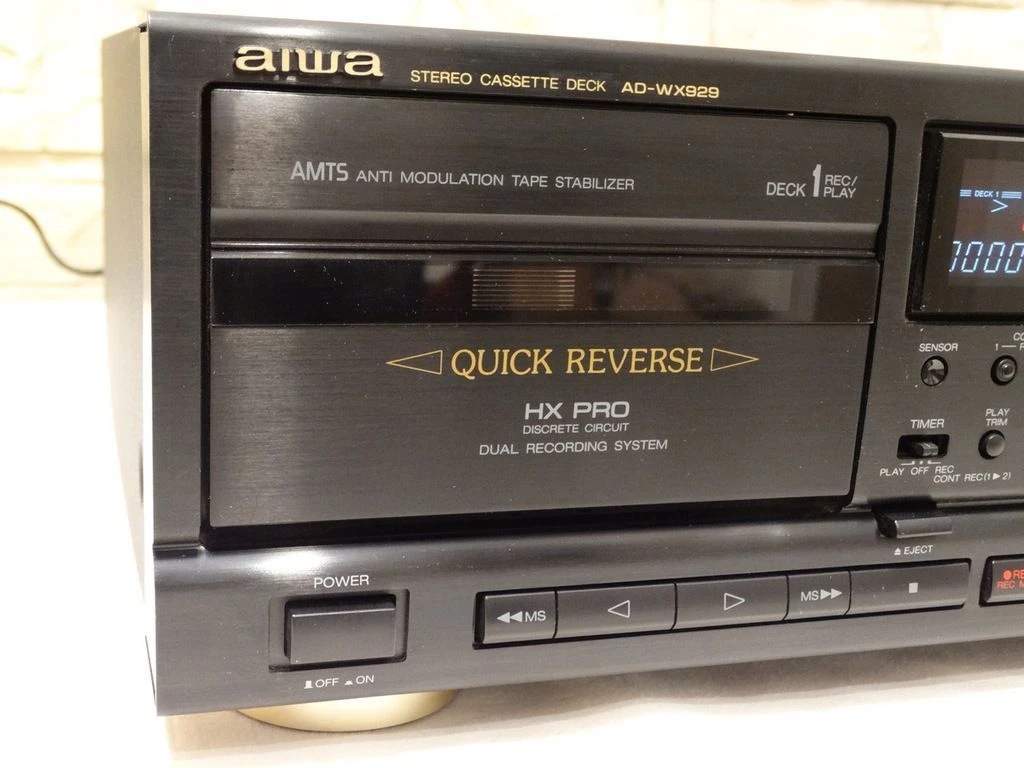 aiwa
STEREO CASSETTE DECK AD-WX929
AMTS ANTI MODULATION TAPE STABILIZER
DECK 1 REC/
PLAY
DECK 1
1000
QUICK REVERSE
HX PRO
DISCRETE CIRCUIT
DUAL RECORDING SYSTEM
SENSOR
1
TIMER
PLAY
TRIM
PLAY OFF REC
CONT REC(1▶2)
⏏ EJECT
POWER
OFF ON
◀◀ MS
◁
▷
MS ▶▶
■